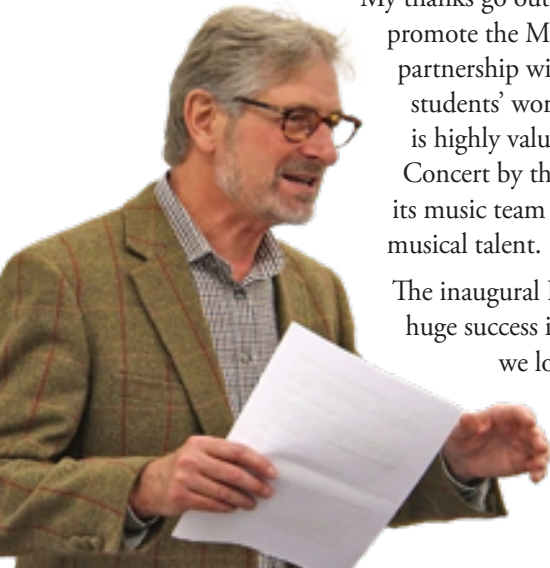 My thanks go out
promote the M
partnership wi
students’ wor
is highly valu
Concert by th
its music team
musical talent.
The inaugural
huge success i
we lo